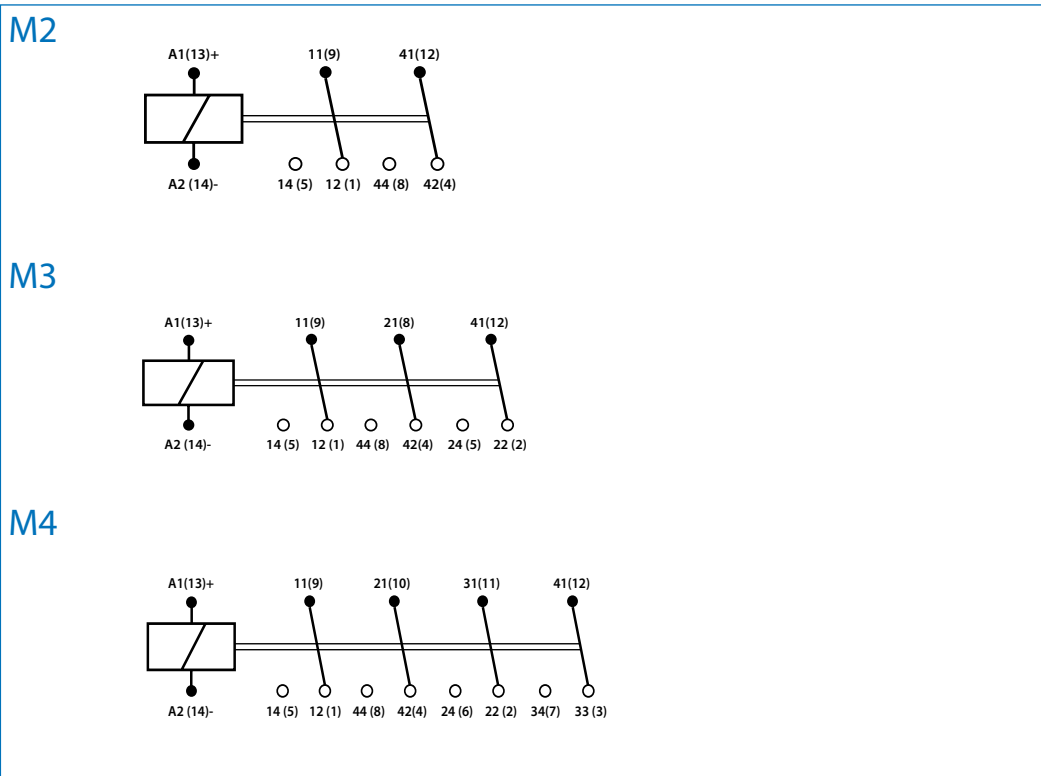 M2
A1(13)+ 11(9) 41(12)
A2 (14)- 14 (5) 12 (1) 44 (8) 42(4)
M3
A1(13)+ 11(9) 21(8) 41(12)
A2 (14)- 14 (5) 12 (1) 44 (8) 42(4) 24 (5) 22 (2)
M4
A1(13)+ 11(9) 21(10) 31(11) 41(12)
A2 (14)- 14 (5) 12 (1) 44 (8) 42(4) 24 (6) 22 (2) 34(7) 33 (3)